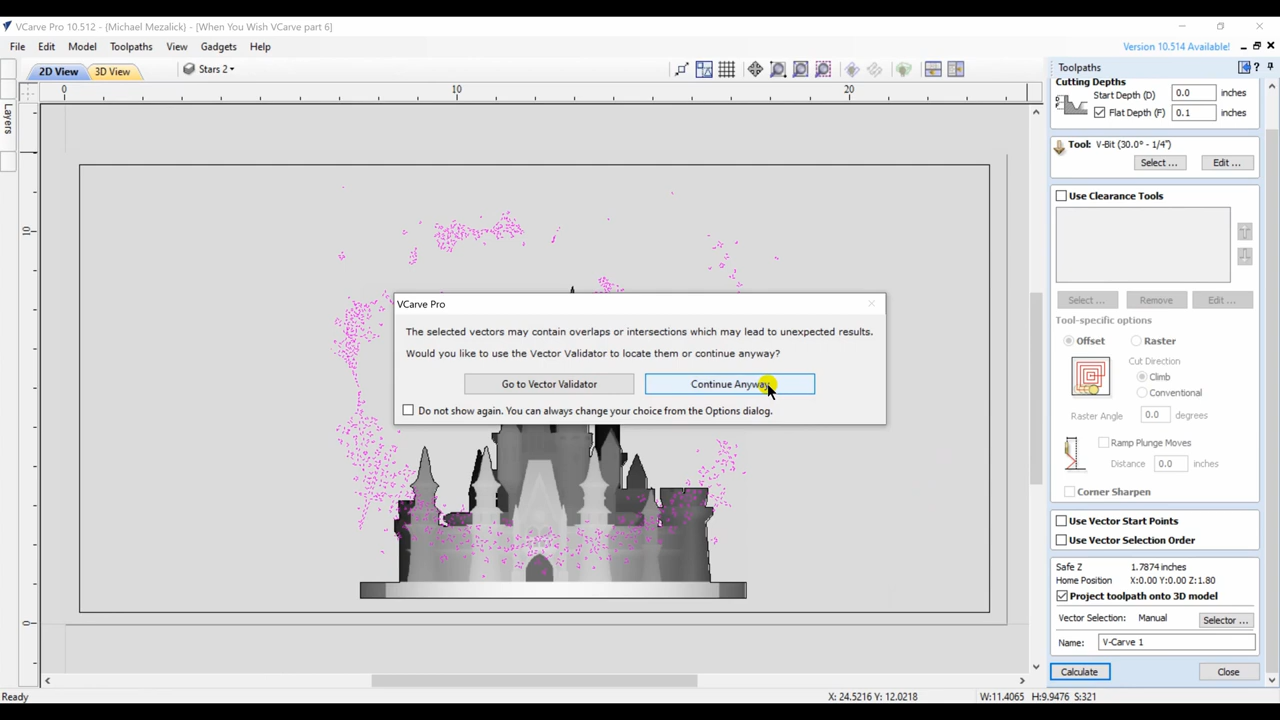 VCarve Pro 10.512 - {Michael Mezalick} - [When You Wish VCarve part 6]
File Edit Model Toolpaths View Gadgets Help
Version 10.514 Available!
2D View 3D View Stars 2
Toolpaths
0 10 20
Layers
10
0
Cutting Depths
Start Depth (D) 0.0 inches
Flat Depth (F) 0.1 inches
Tool: V-Bit (30.0° - 1/4")
Select ... Edit ...
Use Clearance Tools
Select ... Remove Edit ...
Tool-specific options
Offset Raster
Cut Direction
Climb
Conventional
Raster Angle 0.0 degrees
Ramp Plunge Moves
Distance 0.0 inches
Corner Sharpen
Use Vector Start Points
Use Vector Selection Order
Safe Z 1.7874 inches
Home Position X:0.00 Y:0.00 Z:1.80
Project toolpath onto 3D model
Vector Selection: Manual Selector ...
Name: V-Carve 1
Calculate Close
VCarve Pro
The selected vectors may contain overlaps or intersections which may lead to unexpected results.
Would you like to use the Vector Validator to locate them or continue anyway?
Go to Vector Validator Continue Anyway
Do not show again. You can always change your choice from the Options dialog.
Ready
X: 24.5216 Y: 12.0218
W:11.4065 H:9.9476 S:321